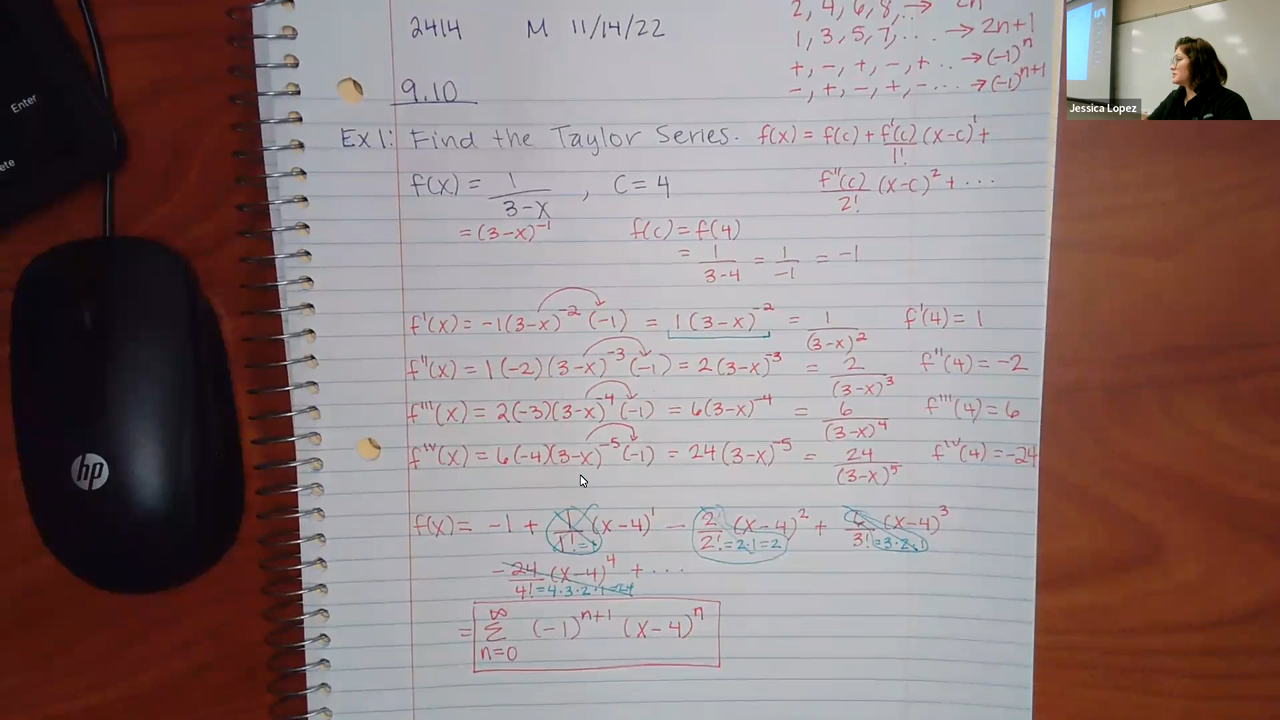 2414 M 11/14/22
2, 4, 6, 8, ... → 2n
1, 3, 5, 7, ... → 2n+1
+, -, +, -, + ... → (-1)^n
-, +, -, +, - ... → (-1)^{n+1}
9.10
Ex 1: Find the Taylor Series. f(x) = f(c) + f'(c)/1! (x-c)^1 +
f''(c)/2! (x-c)^2 + ...
f(x) = 1/(3-x) , c = 4
= (3-x)^{-1} f(c) = f(4)
= 1/(3-4) = 1/-1 = -1
f'(x) = -1(3-x)^{-2}(-1) = 1(3-x)^{-2} = 1/(3-x)^2 f'(4) = 1
f''(x) = 1(-2)(3-x)^{-3}(-1) = 2(3-x)^{-3} = 2/(3-x)^3 f''(4) = -2
f'''(x) = 2(-3)(3-x)^{-4}(-1) = 6(3-x)^{-4} = 6/(3-x)^4 f'''(4) = 6
f^{IV}(x) = 6(-4)(3-x)^{-5}(-1) = 24(3-x)^{-5} = 24/(3-x)^5 f^{IV}(4) = -24
f(x) = -1 + 1/1! (x-4)^1 - 2/2! (x-4)^2 + 6/3! (x-4)^3
=1 =2·1=2 =3·2·1
- 24/4! (x-4)^4 + ...
=4·3·2·1=24
= ∑_{n=0}^{∞} (-1)^{n+1} (x-4)^n
Enter
hp
Jessica Lopez